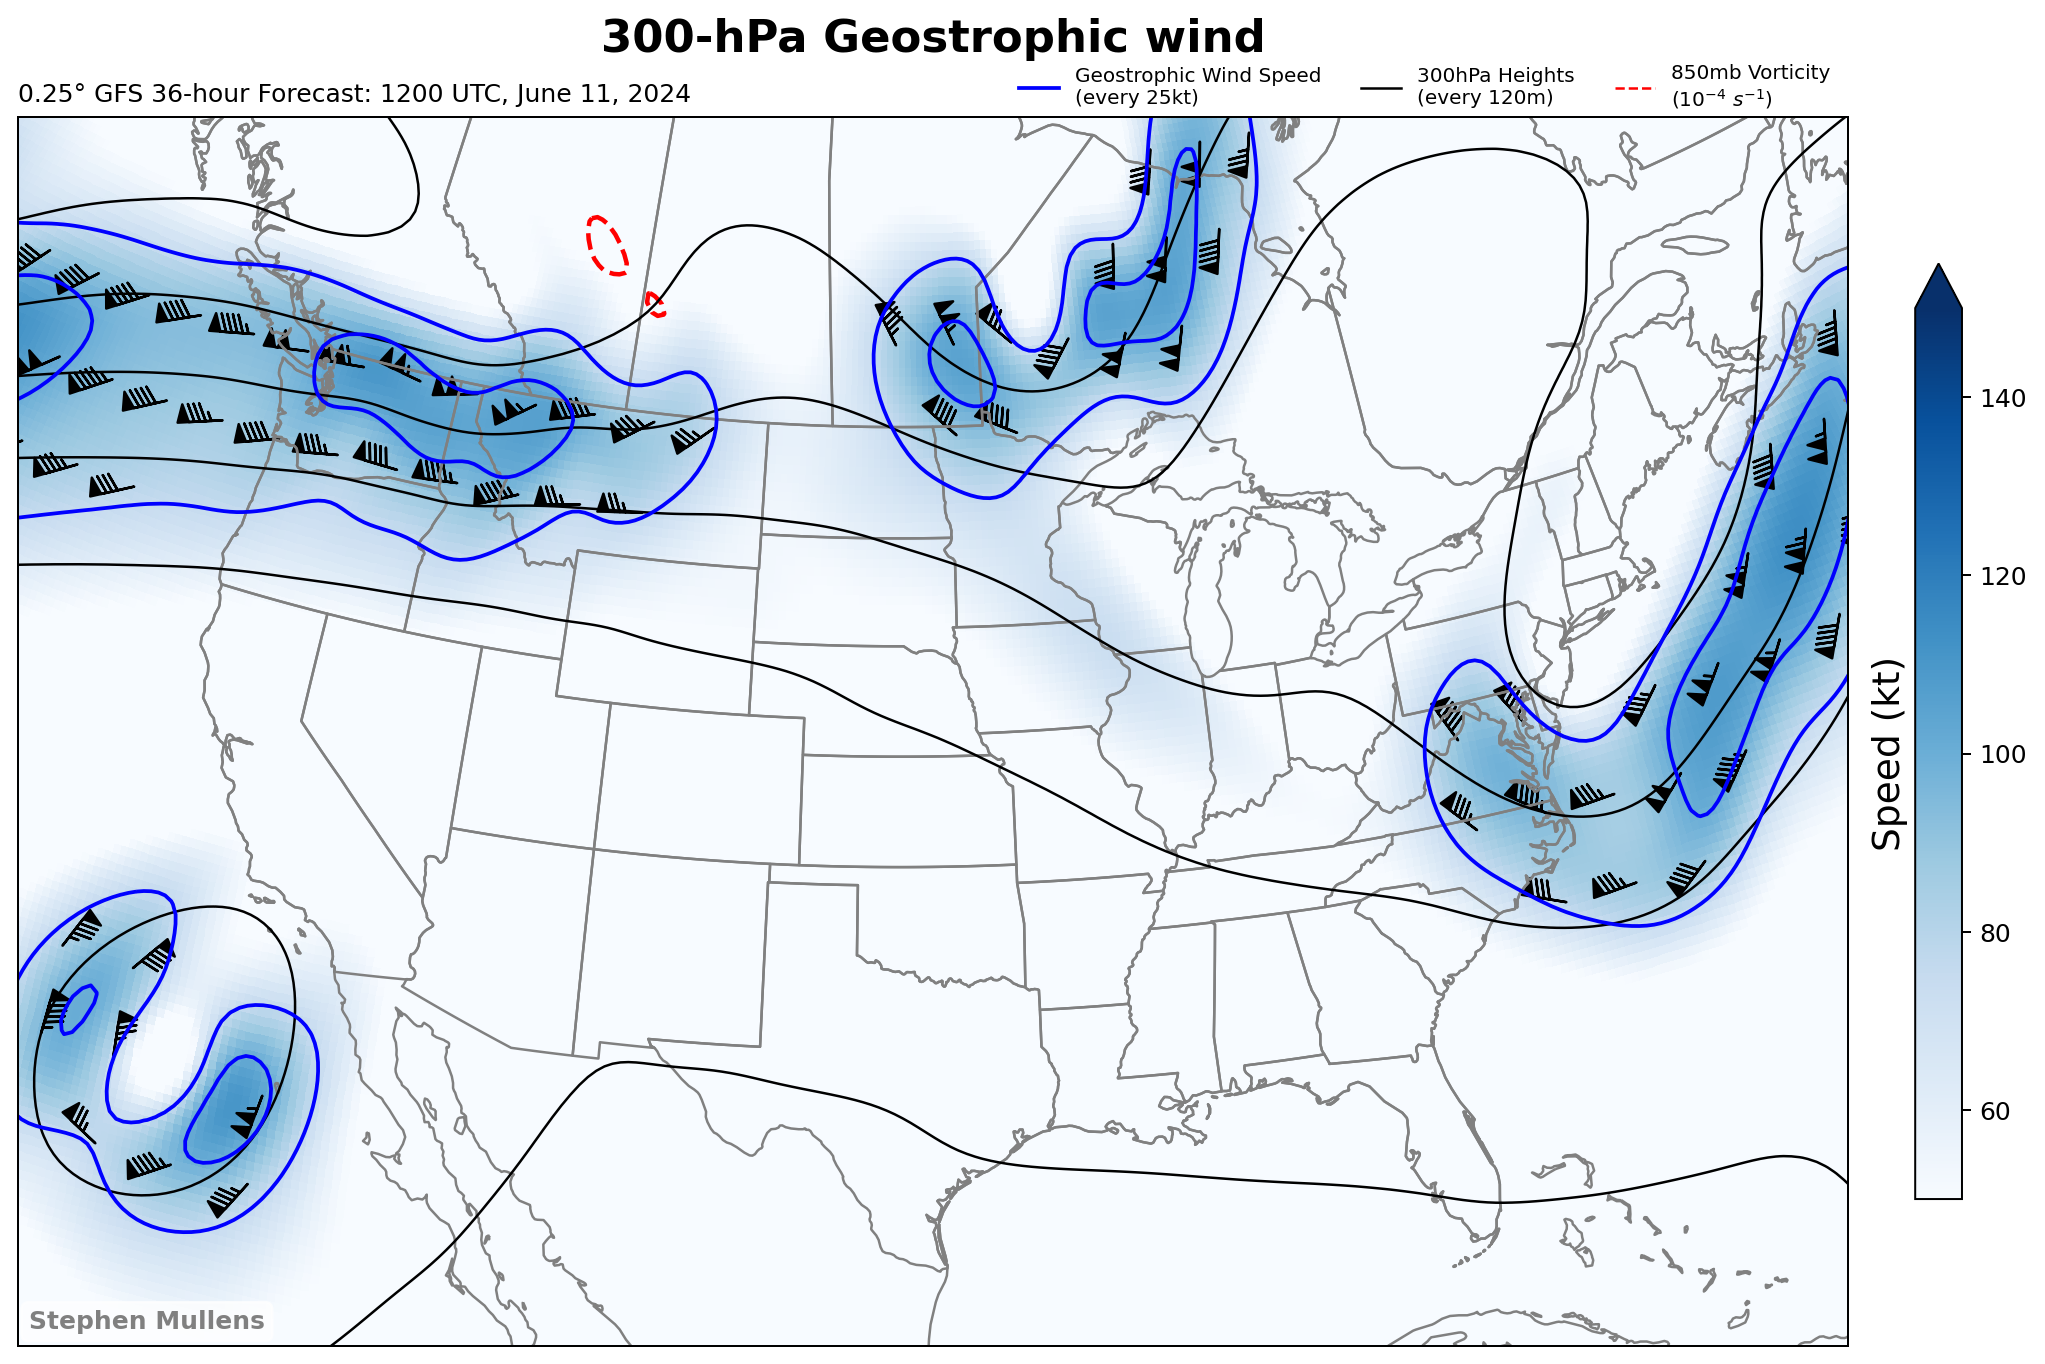 300-hPa Geostrophic wind
0.25° GFS 36-hour Forecast: 1200 UTC, June 11, 2024
Geostrophic Wind Speed
(every 25kt)
300hPa Heights
(every 120m)
850mb Vorticity
(10⁻⁴ s⁻¹)
140
120
100
80
60
Speed (kt)
Stephen Mullens